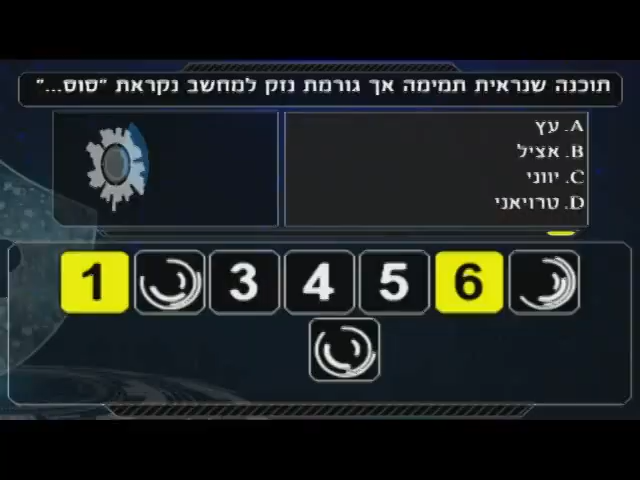 תוכנה שנראית תמימה אך גורמת נזק למחשב נקראת "סוס..."
A. עץ
B. אציל
C. יווני
D. טרויאני
1 3 4 5 6